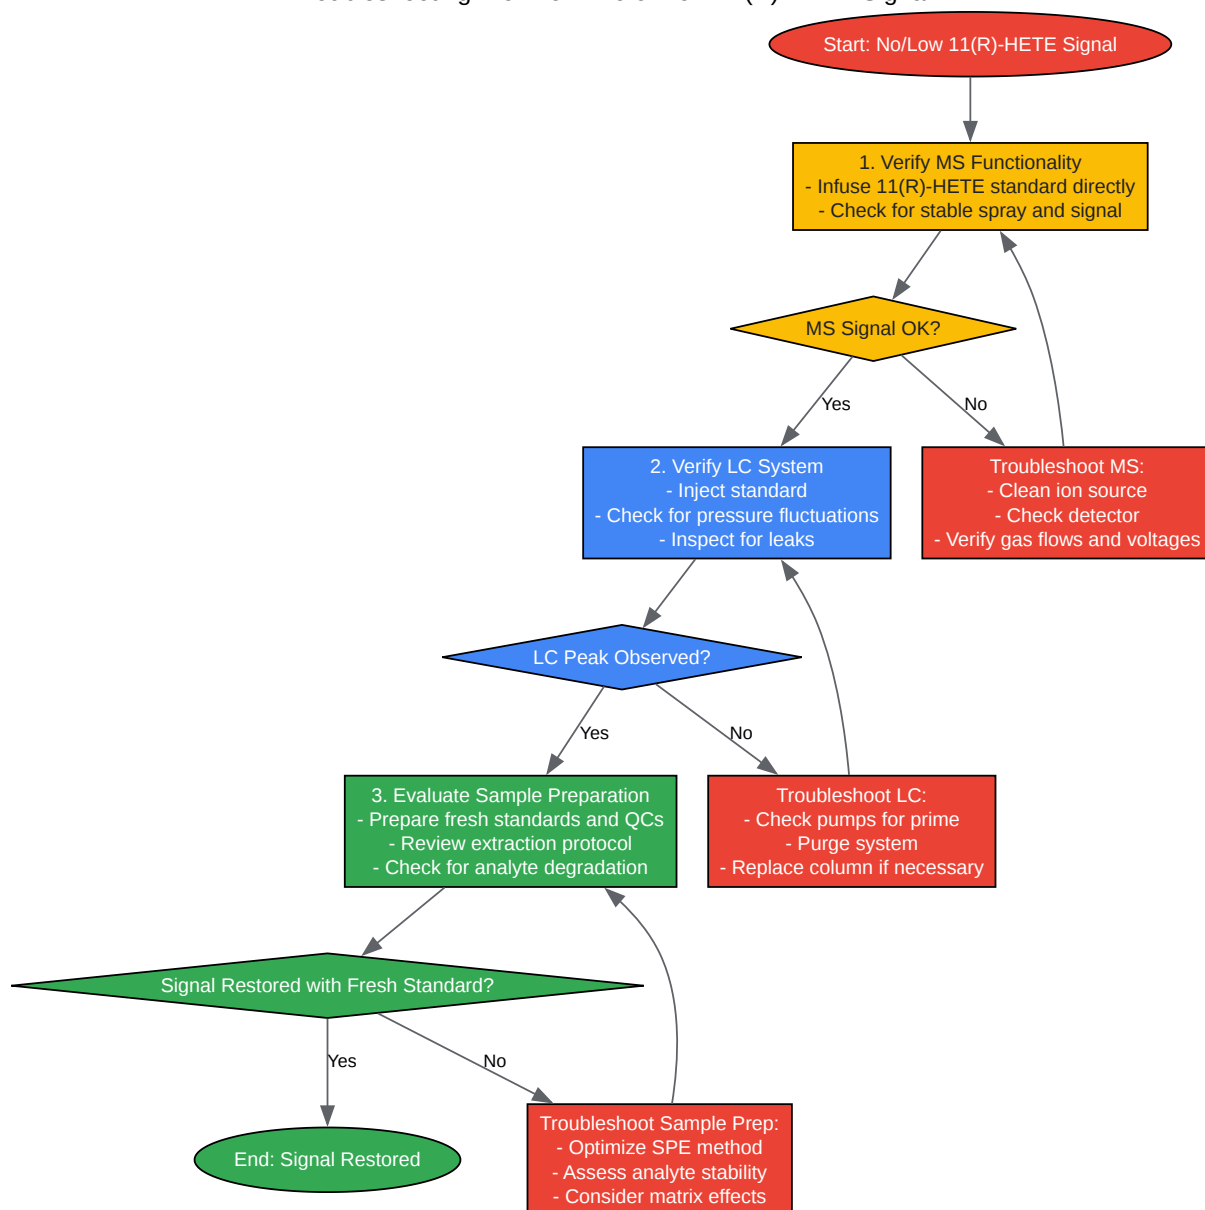 Start: No/Low 11(R)-HETE Signal
1. Verify MS Functionality
- Infuse 11(R)-HETE standard directly
- Check for stable spray and signal
MS Signal OK?
Yes
No
2. Verify LC System
- Inject standard
- Check for pressure fluctuations
- Inspect for leaks
Troubleshoot MS:
- Clean ion source
- Check detector
- Verify gas flows and voltages
LC Peak Observed?
Yes
No
3. Evaluate Sample Preparation
- Prepare fresh standards and QCs
- Review extraction protocol
- Check for analyte degradation
Troubleshoot LC:
- Check pumps for prime
- Purge system
- Replace column if necessary
Signal Restored with Fresh Standard?
Yes
No
End: Signal Restored
Troubleshoot Sample Prep:
- Optimize SPE method
- Assess analyte stability
- Consider matrix effects